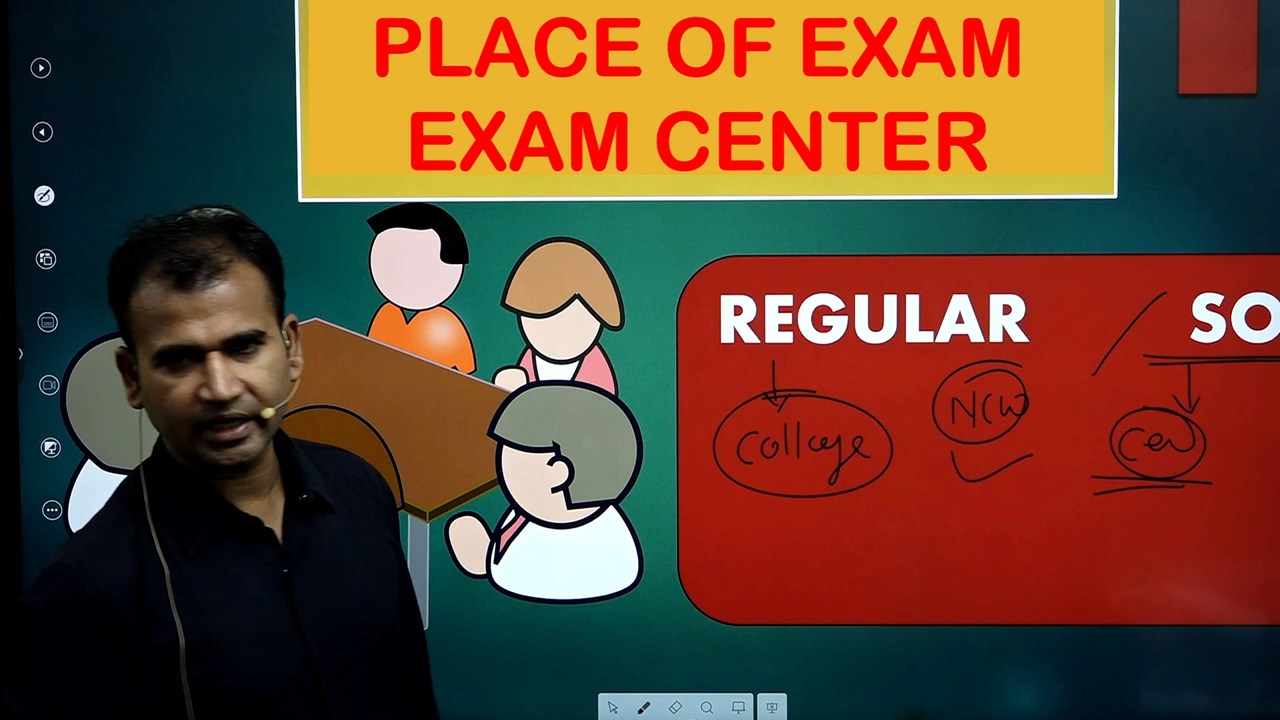 PLACE OF EXAM
EXAM CENTER
REGULAR / SO
College
NCW
Cen